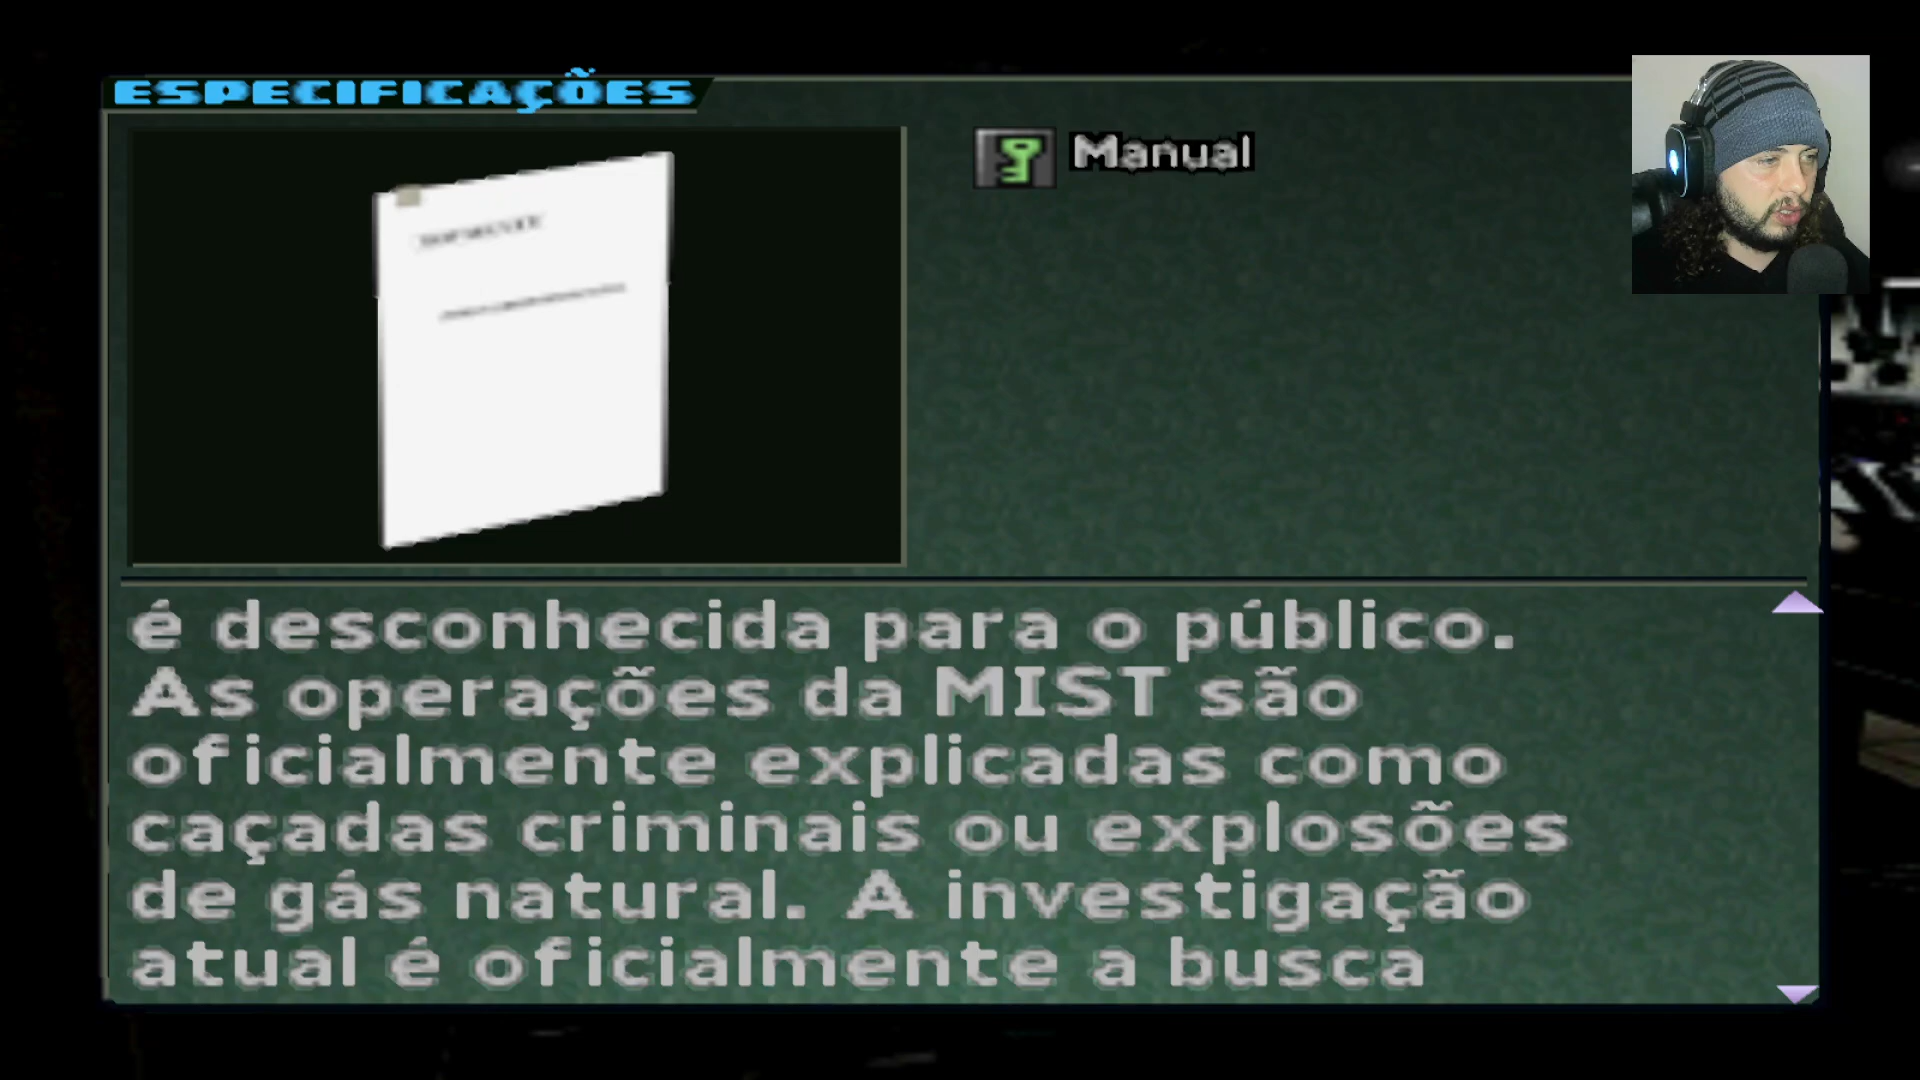 ESPECIFICAÇÕES
Manual
é desconhecida para o público.
As operações da MIST são
oficialmente explicadas como
caçadas criminais ou explosões
de gás natural. A investigação
atual é oficialmente a busca